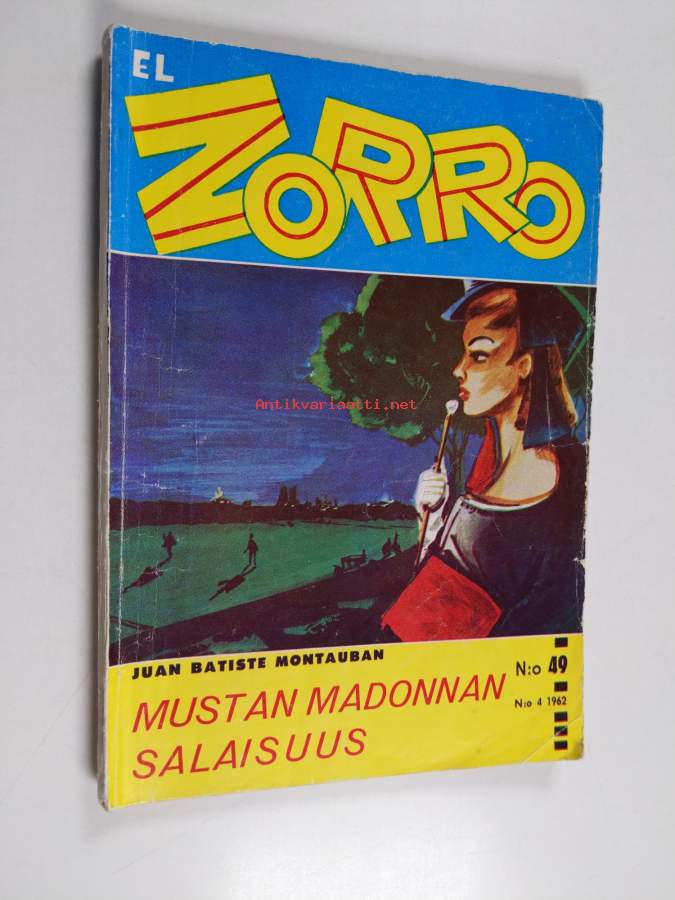 EL
ZORRO
Antikvariaatti.net
JUAN BATISTE MONTAUBAN
MUSTAN MADONNAN
SALAISUUS
N:o 49
N:o 4 1962